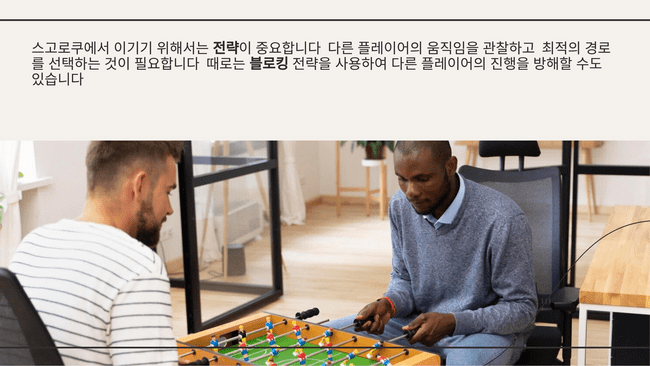 스고로쿠에서 이기기 위해서는 전략이 중요합니다 다른 플레이어의 움직임을 관찰하고 최적의 경로
를 선택하는 것이 필요합니다 때로는 블로킹 전략을 사용하여 다른 플레이어의 진행을 방해할 수도
있습니다